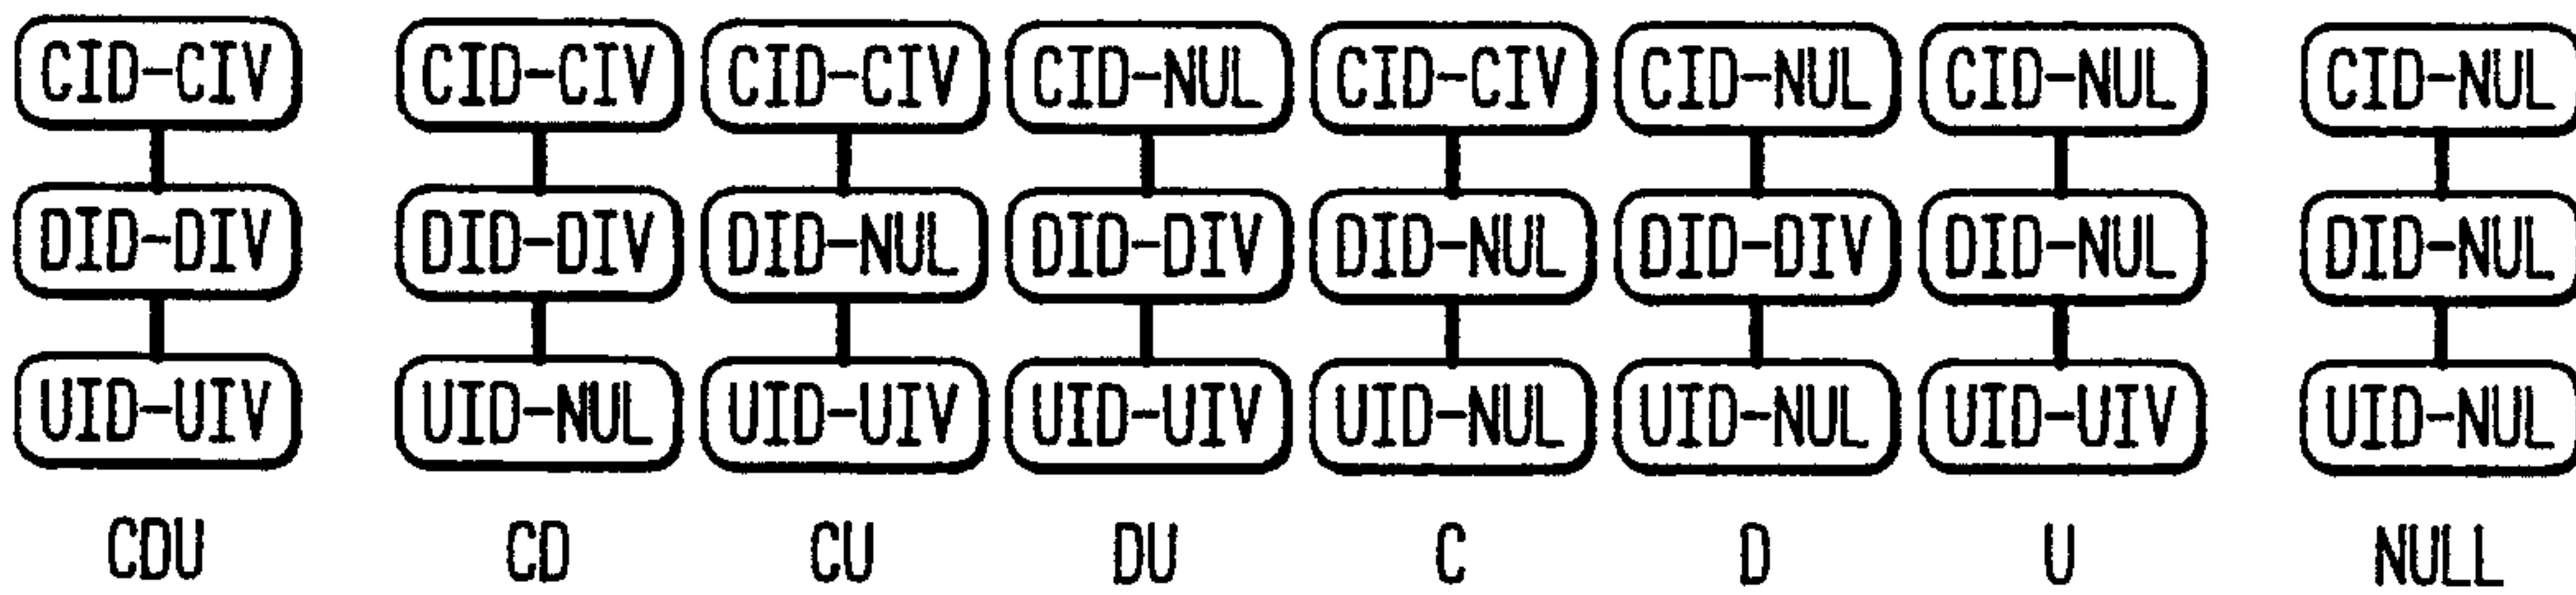 CID-CIV CID-CIV CID-CIV CID-NUL CID-CIV CID-NUL CID-NUL CID-NUL
DID-DIV DID-DIV DID-NUL DID-DIV DID-NUL DID-DIV DID-NUL DID-NUL
UID-UIV UID-NUL UID-UIV UID-UIV UID-NUL UID-NUL UID-UIV UID-NUL
CDU CD CU DU C D U NULL